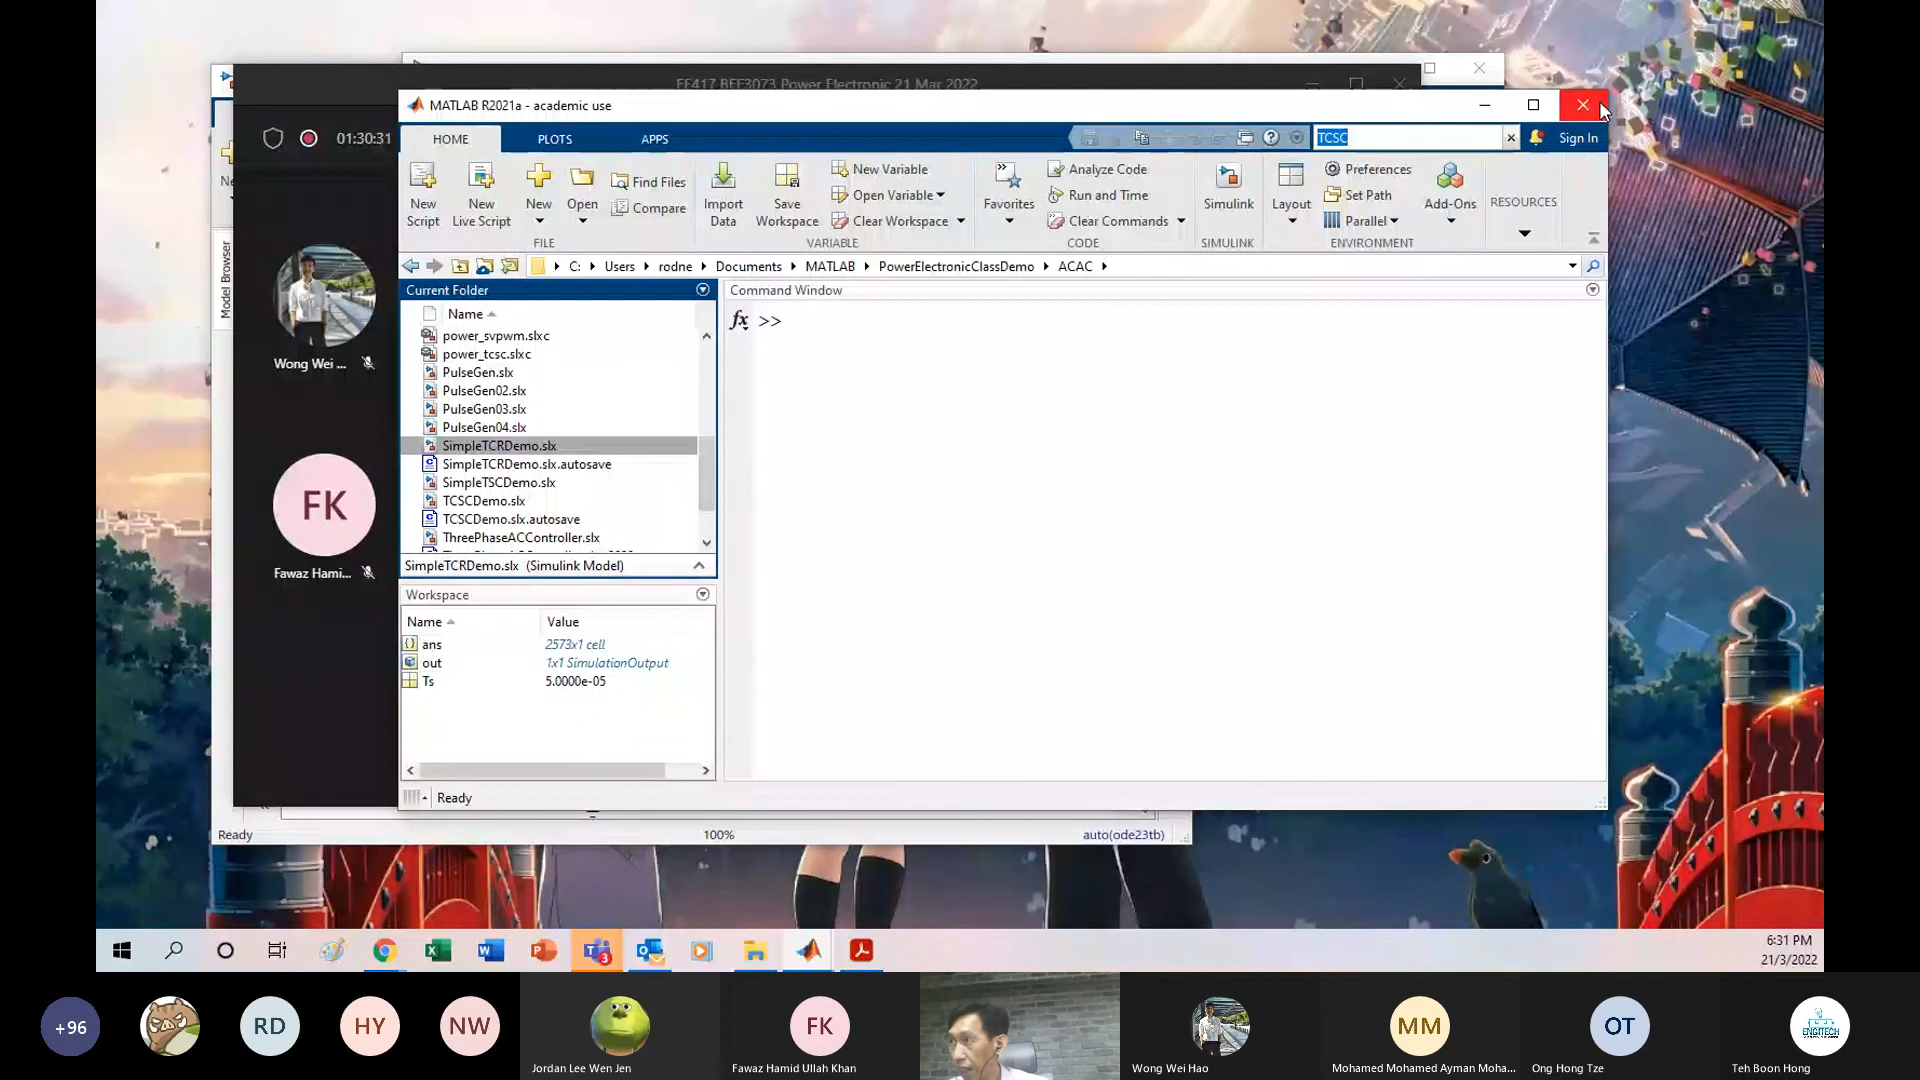 EE417 BEE3073 Power Electronic 21 Mar 2022
01:30:31
MATLAB R2021a - academic use
HOME
PLOTS
APPS
TCSC
Sign In
New Script
New Live Script
New
Open
Find Files
Compare
FILE
Import Data
Save Workspace
New Variable
Open Variable
Clear Workspace
VARIABLE
Favorites
Analyze Code
Run and Time
Clear Commands
CODE
Simulink
SIMULINK
Layout
Preferences
Set Path
Parallel
ENVIRONMENT
Add-Ons
RESOURCES
C: Users rodne Documents MATLAB PowerElectronicClassDemo ACAC
Model Browser
Current Folder
Name
power_svpwm.slxc
power_tcsc.slxc
PulseGen.slx
PulseGen02.slx
PulseGen03.slx
PulseGen04.slx
SimpleTCRDemo.slx
SimpleTCRDemo.slx.autosave
SimpleTSCDemo.slx
TCSCDemo.slx
TCSCDemo.slx.autosave
ThreePhaseACController.slx
SimpleTCRDemo.slx (Simulink Model)
Workspace
Name Value
ans 2573x1 cell
out 1x1 SimulationOutput
Ts 5.0000e-05
Command Window
fx >>
Ready
Wong Wei ...
FK
Fawaz Hami...
Ready
100%
auto(ode23tb)
6:31 PM
21/3/2022
+96
RD
HY
NW
Jordan Lee Wen Jen
FK
Fawaz Hamid Ullah Khan
Wong Wei Hao
MM
Mohamed Mohamed Ayman Moha...
OT
Ong Hong Tze
ENGITECH
Teh Boon Hong